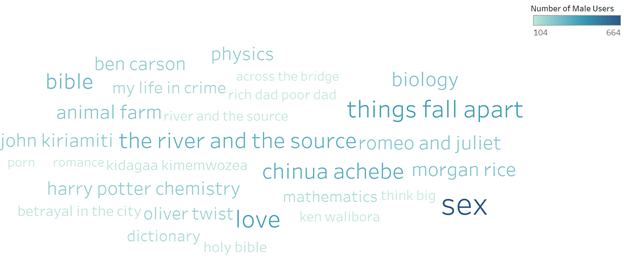 Number of Male Users
104 664
physics
ben carson
across the bridge
biology
bible
my life in crime
rich dad poor dad
animal farm
river and the source
things fall apart
john kiriamiti
the river and the source
romeo and juliet
porn
romance
kidagaa kimemwozea
chinua achebe
morgan rice
harry potter
chemistry
mathematics
think big
sex
betrayal in the city
oliver twist
love
ken walibora
dictionary
holy bible